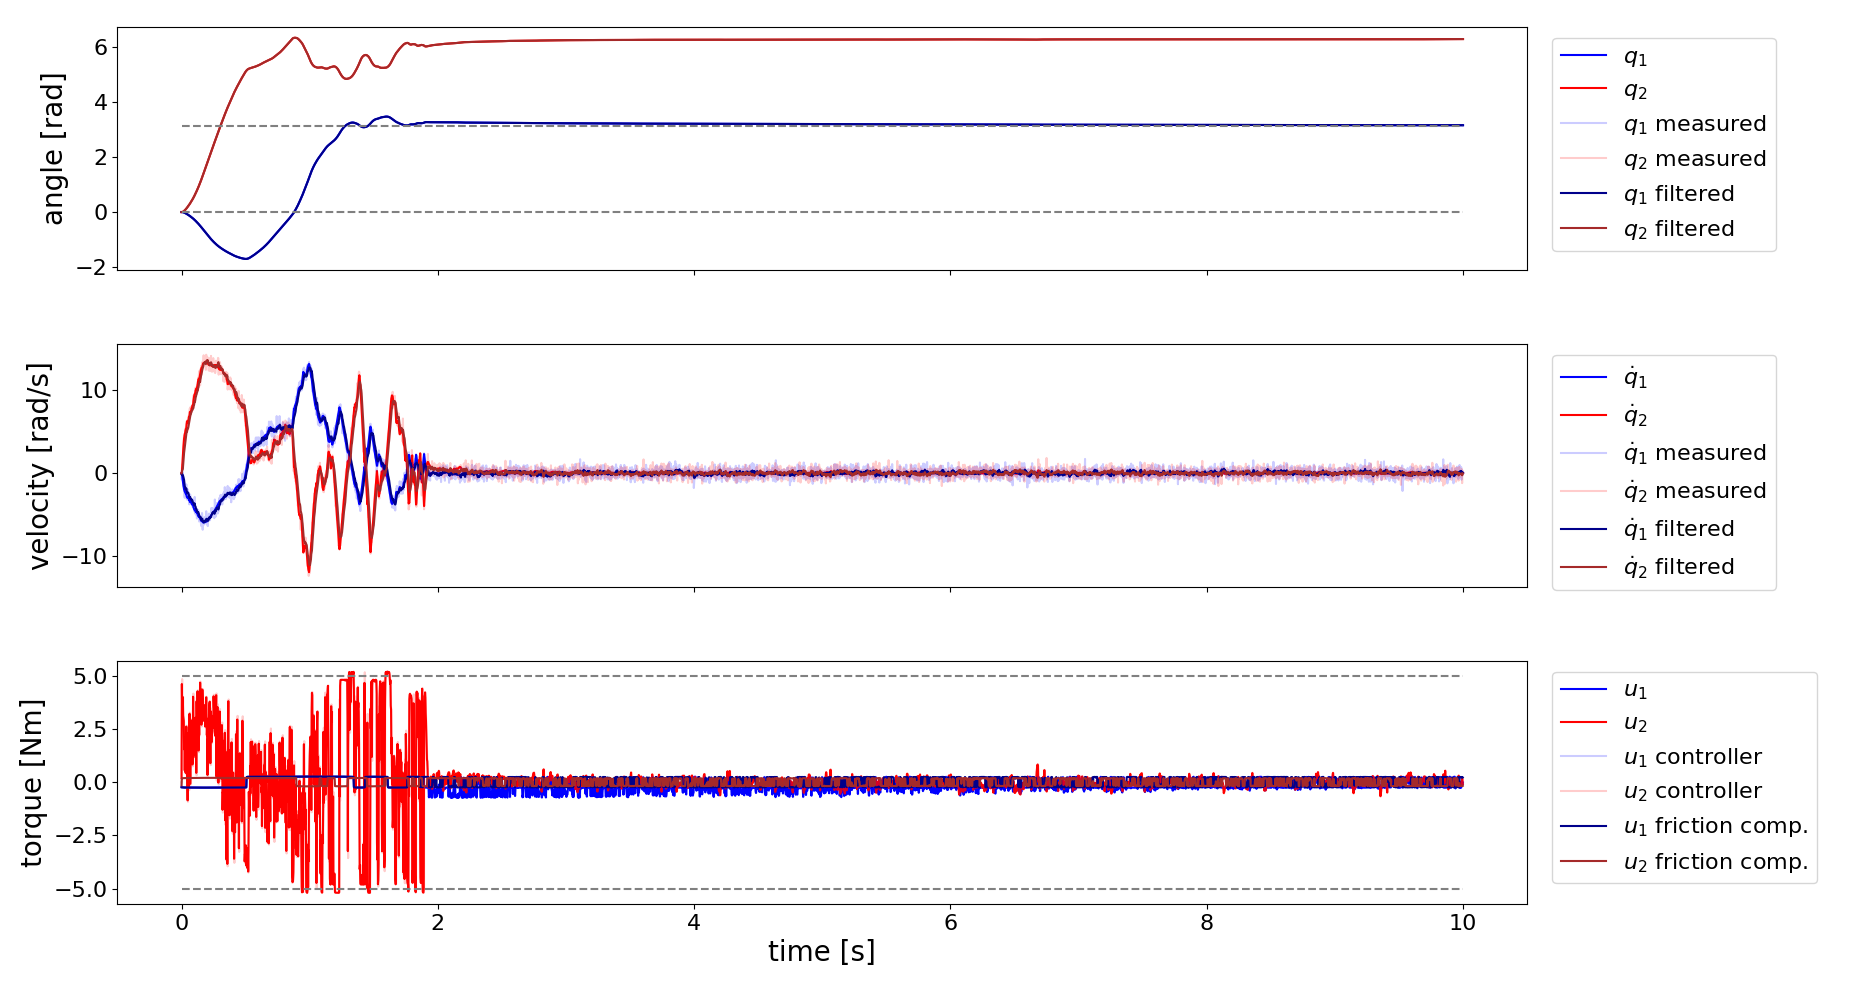 angle [rad]
6
4
2
0
−2
q₁
q₂
q₁ measured
q₂ measured
q₁ filtered
q₂ filtered
velocity [rad/s]
10
0
−10
q̇₁
q̇₂
q̇₁ measured
q̇₂ measured
q̇₁ filtered
q̇₂ filtered
torque [Nm]
5.0
2.5
0.0
−2.5
−5.0
u₁
u₂
u₁ controller
u₂ controller
u₁ friction comp.
u₂ friction comp.
0 2 4 6 8 10
time [s]